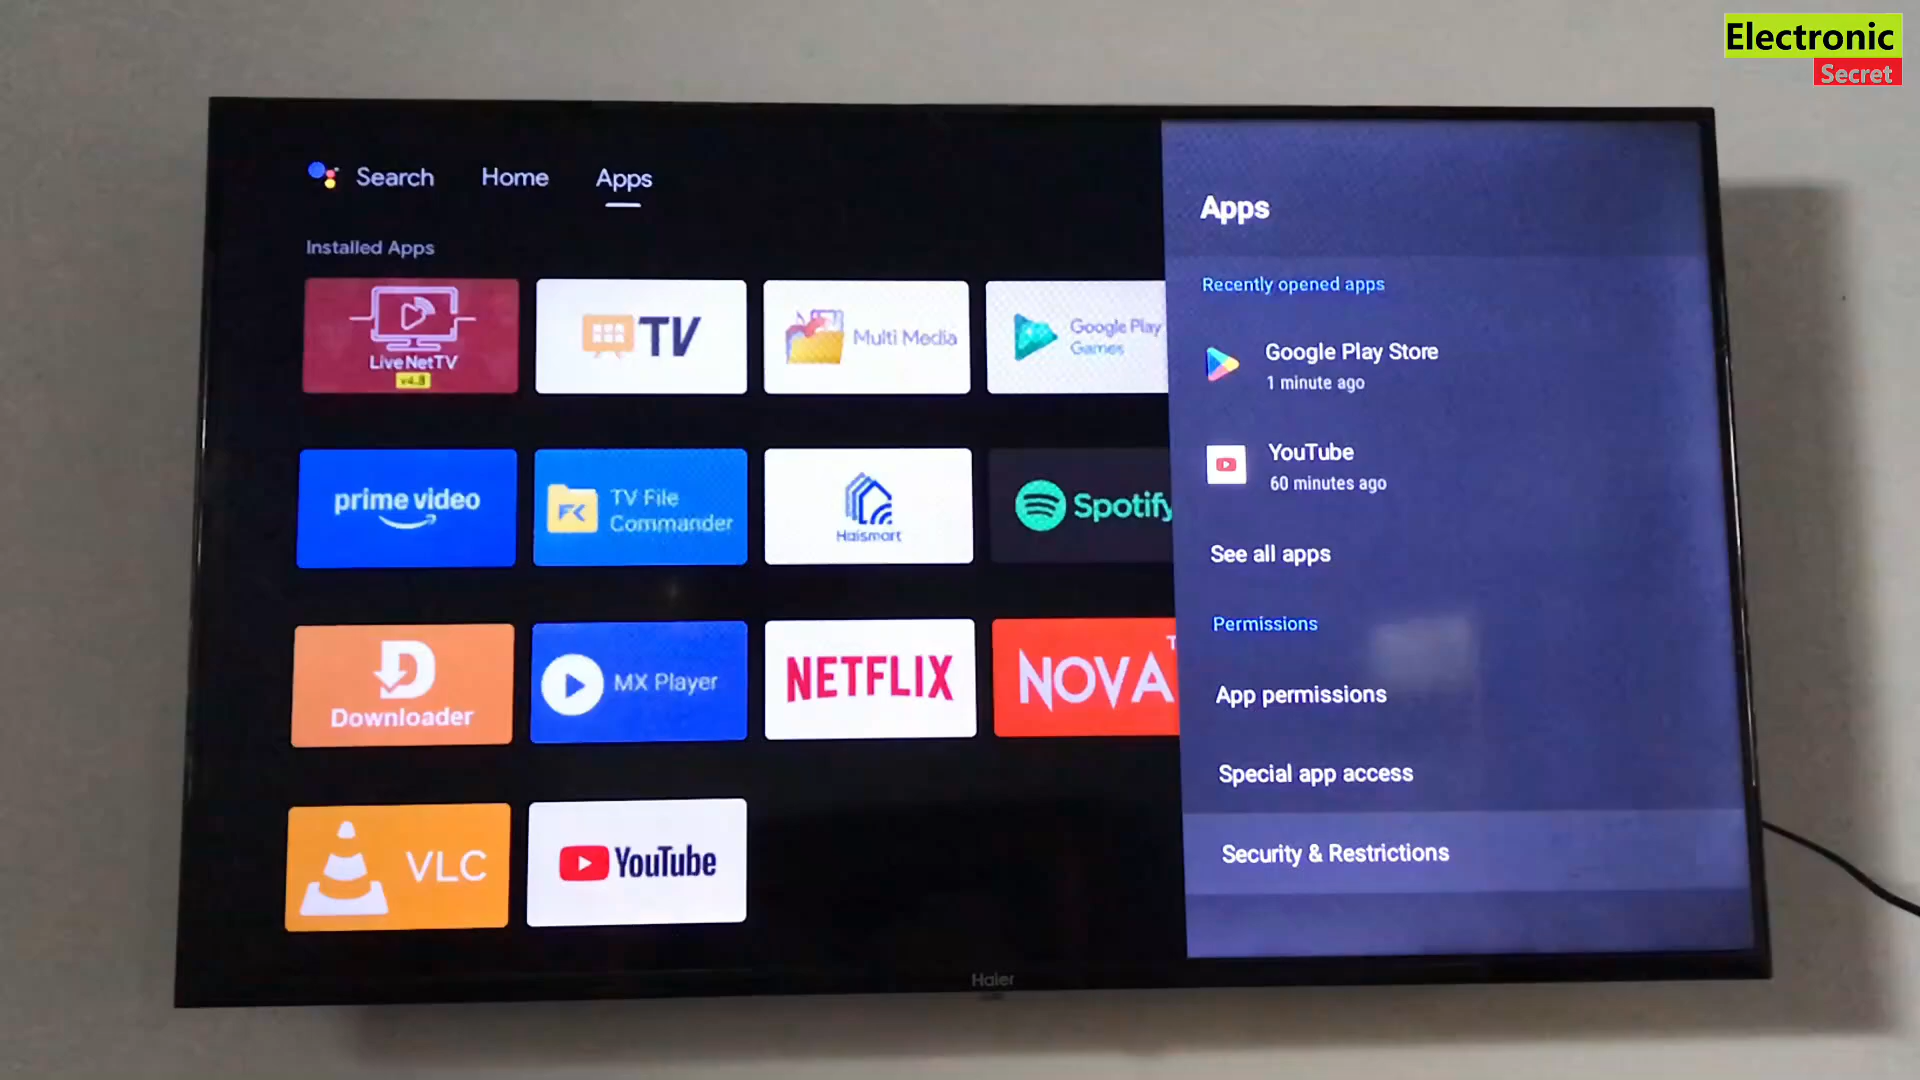 Electronic
Secret
Search
Home
Apps
Installed Apps
Live NetTV
v4.8
TV
Multi Media
Google Play
Games
prime video
TV File
Commander
Haismart
Spotify
Downloader
MX Player
NETFLIX
NOVA
T
VLC
YouTube
Apps
Recently opened apps
Google Play Store
1 minute ago
YouTube
60 minutes ago
See all apps
Permissions
App permissions
Special app access
Security & Restrictions
Haier